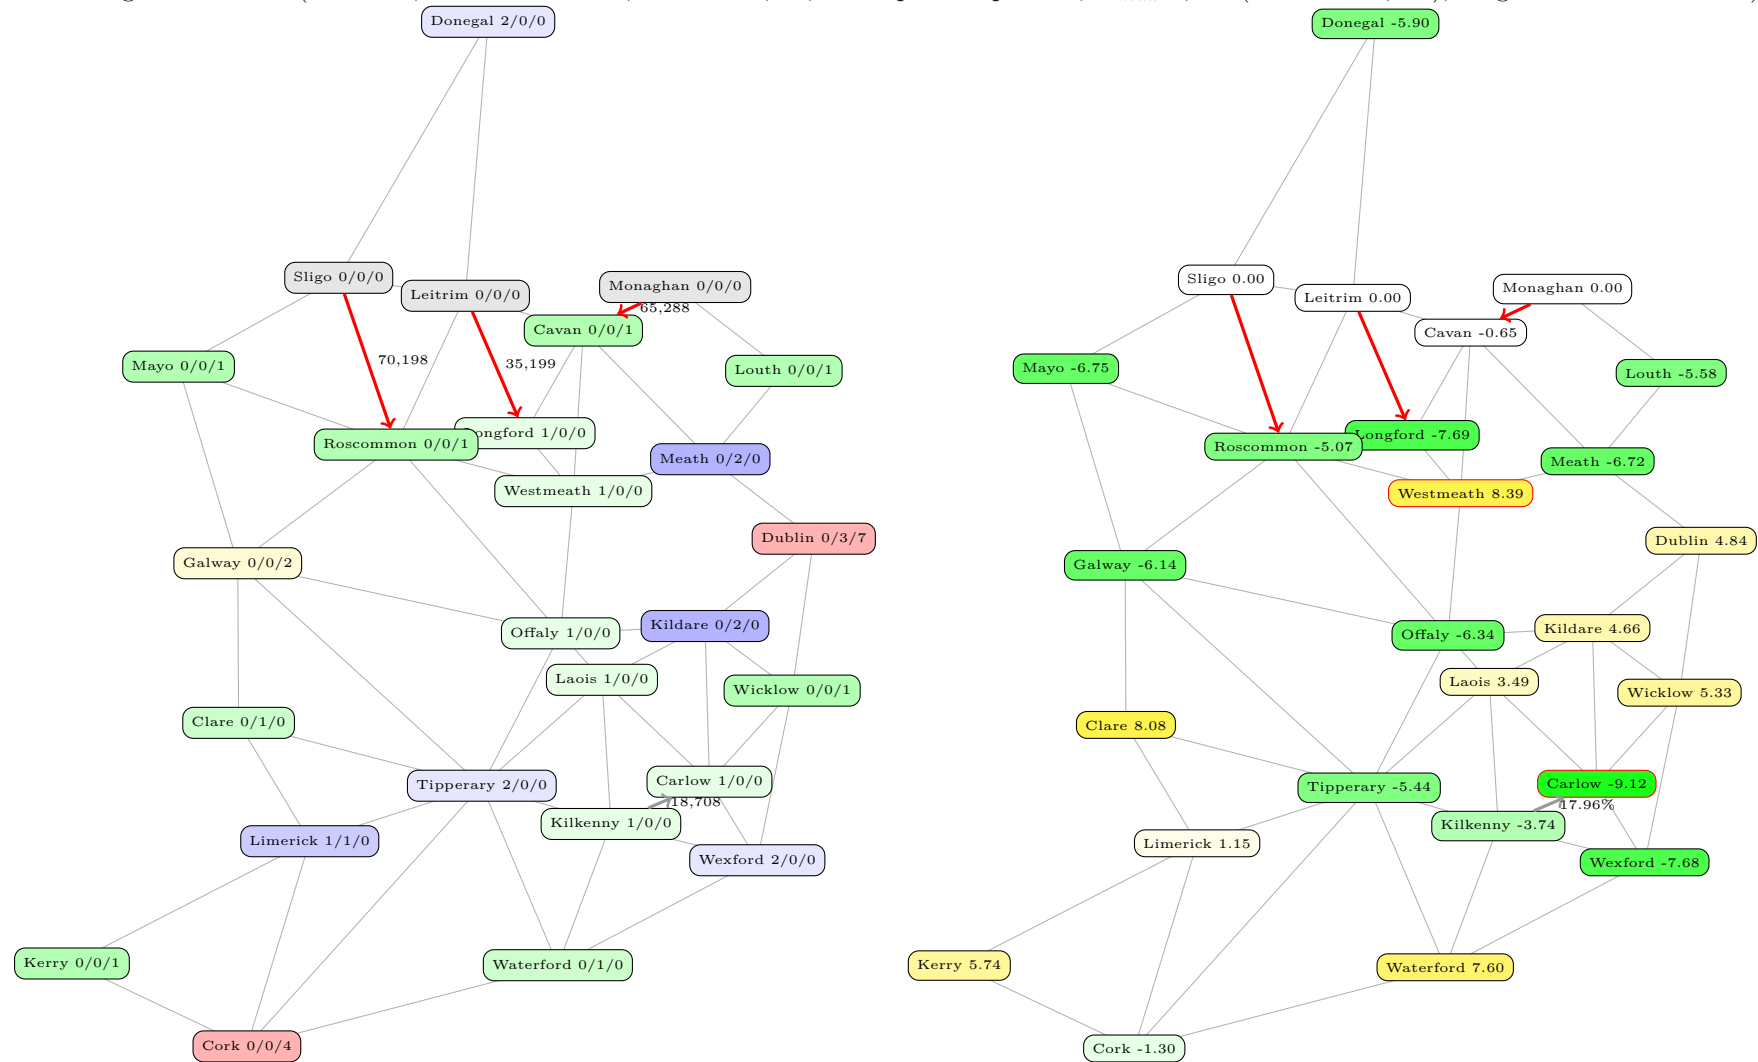 Donegal 2/0/0
Sligo 0/0/0
Leitrim 0/0/0
Monaghan 0/0/0
65,288
Cavan 0/0/1
70,198
35,199
Mayo 0/0/1
Louth 0/0/1
Roscommon 0/0/1
Longford 1/0/0
Meath 0/2/0
Westmeath 1/0/0
Dublin 0/3/7
Galway 0/0/2
Offaly 1/0/0
Kildare 0/2/0
Laois 1/0/0
Wicklow 0/0/1
Clare 0/1/0
Tipperary 2/0/0
Carlow 1/0/0
18,708
Kilkenny 1/0/0
Limerick 1/1/0
Wexford 2/0/0
Kerry 0/0/1
Waterford 0/1/0
Cork 0/0/4
Donegal -5.90
Sligo 0.00
Leitrim 0.00
Monaghan 0.00
Cavan -0.65
Mayo -6.75
Louth -5.58
Roscommon -5.07
Longford -7.69
Meath -6.72
Westmeath 8.39
Dublin 4.84
Galway -6.14
Offaly -6.34
Kildare 4.66
Laois 3.49
Wicklow 5.33
Clare 8.08
Tipperary -5.44
Carlow -9.12
17.96%
Kilkenny -3.74
Limerick 1.15
Wexford -7.68
Kerry 5.74
Waterford 7.60
Cork -1.30